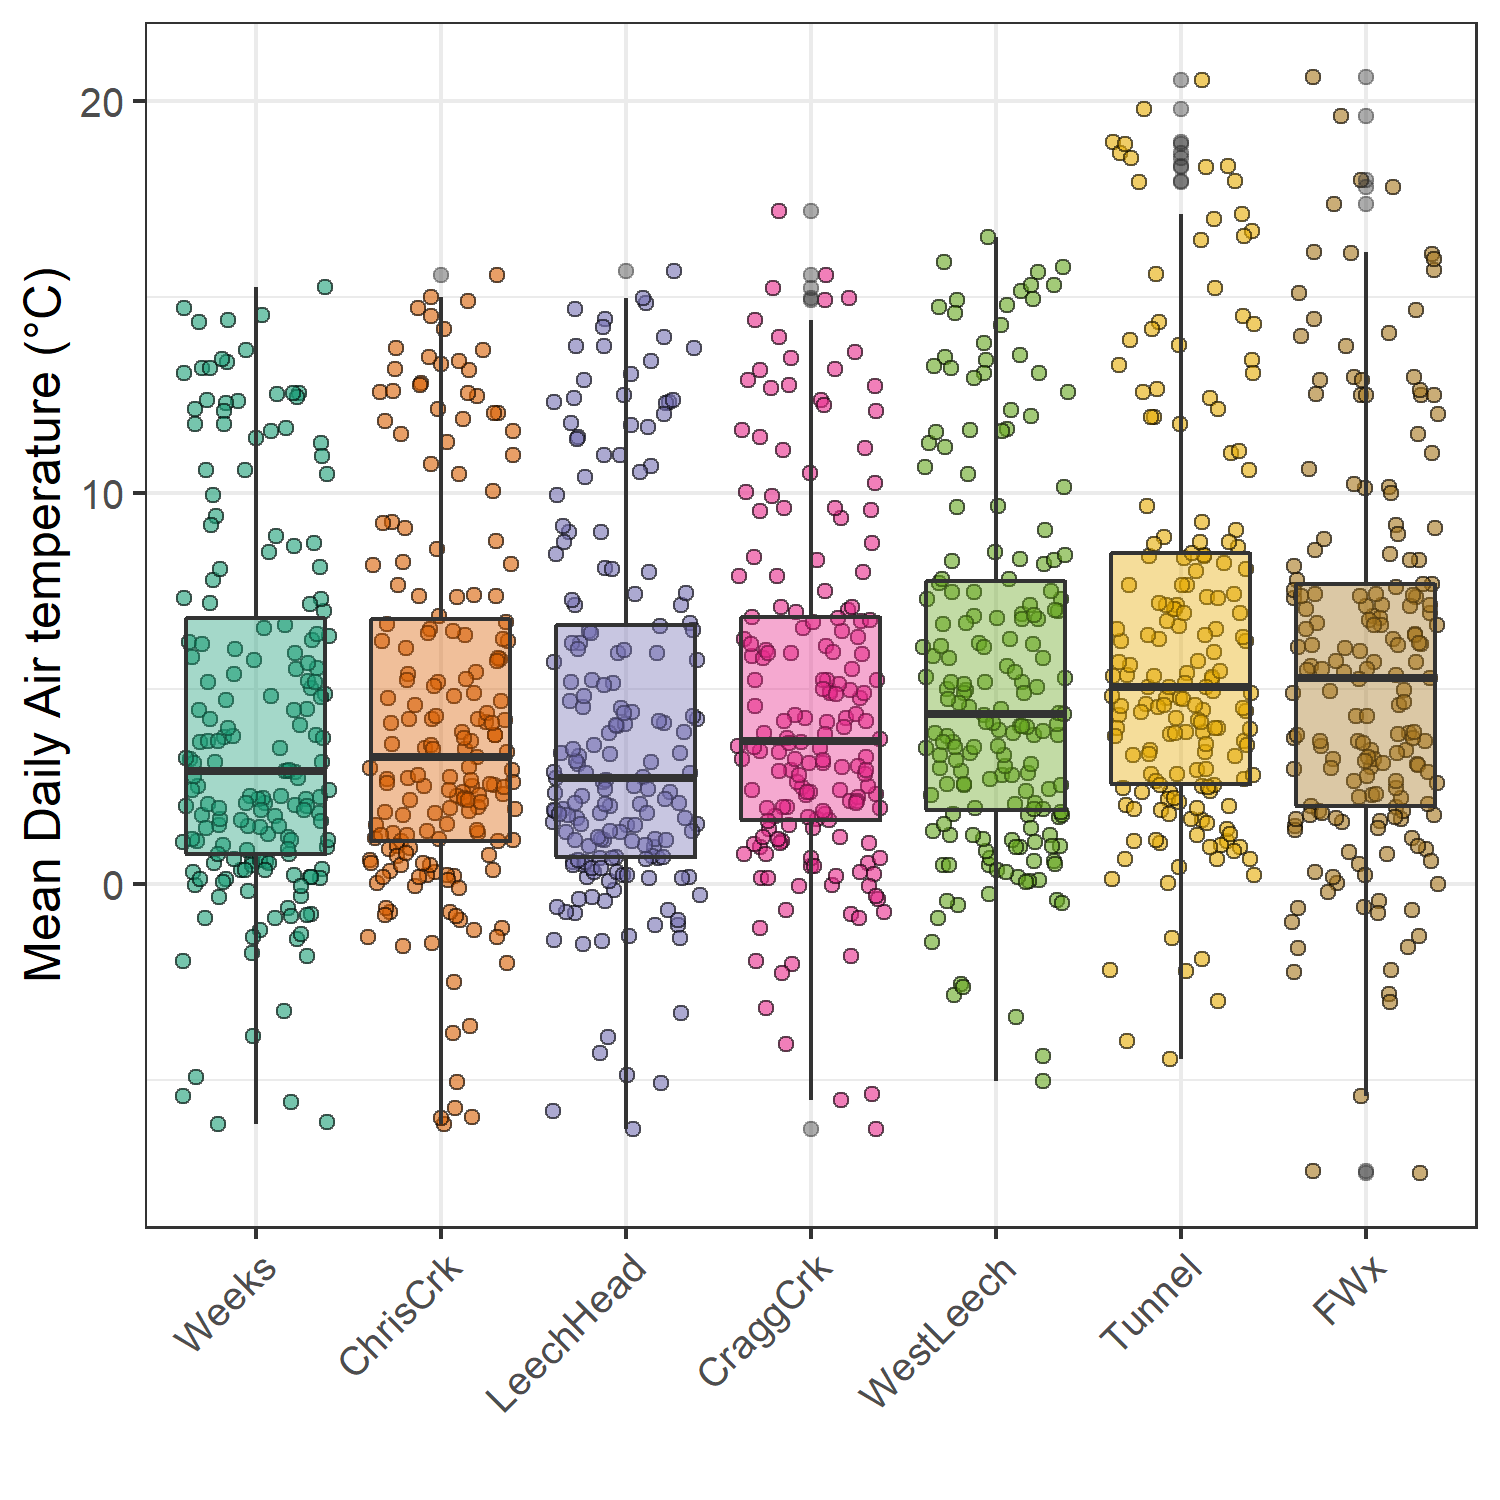 Mean Daily Air temperature (°C)
20
10
0
Weeks
ChrisCrk
LeechHead
CraggCrk
WestLeech
Tunnel
FWx